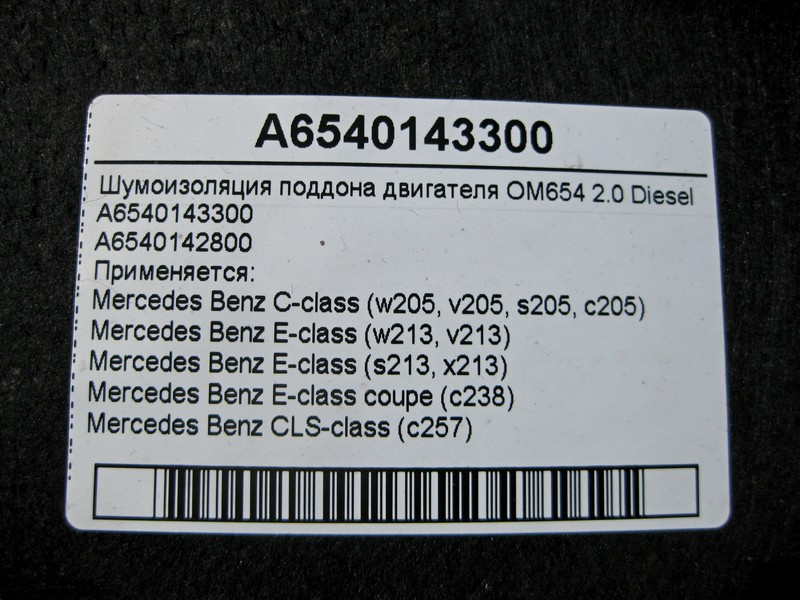 A6540143300
Шумоизоляция поддона двигателя OM654 2.0 Diesel
A6540143300
A6540142800
Применяется:
Mercedes Benz C-class (w205, v205, s205, c205)
Mercedes Benz E-class (w213, v213)
Mercedes Benz E-class (s213, x213)
Mercedes Benz E-class coupe (c238)
Mercedes Benz CLS-class (c257)